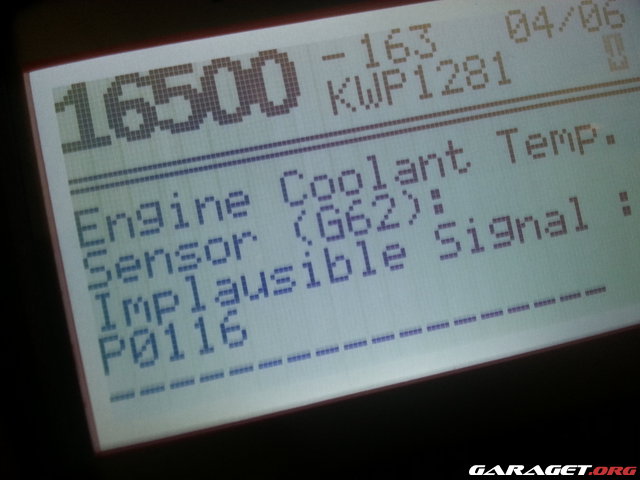 16500 -163 04/06
KWP1281
Engine Coolant Temp.
Sensor (G62):
Implausible Signal :
P0116
GARAGET.ORG